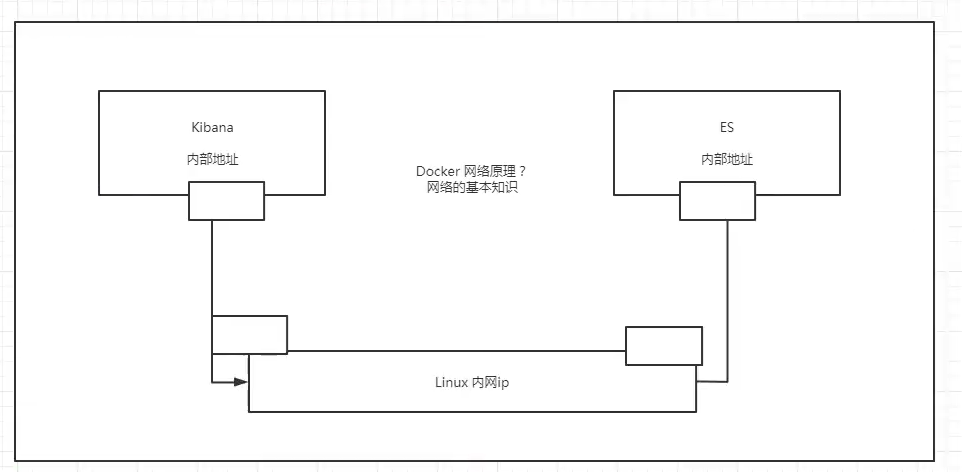 Kibana
内部地址
ES
内部地址
Docker 网络原理？
网络的基本知识
Linux 内网ip